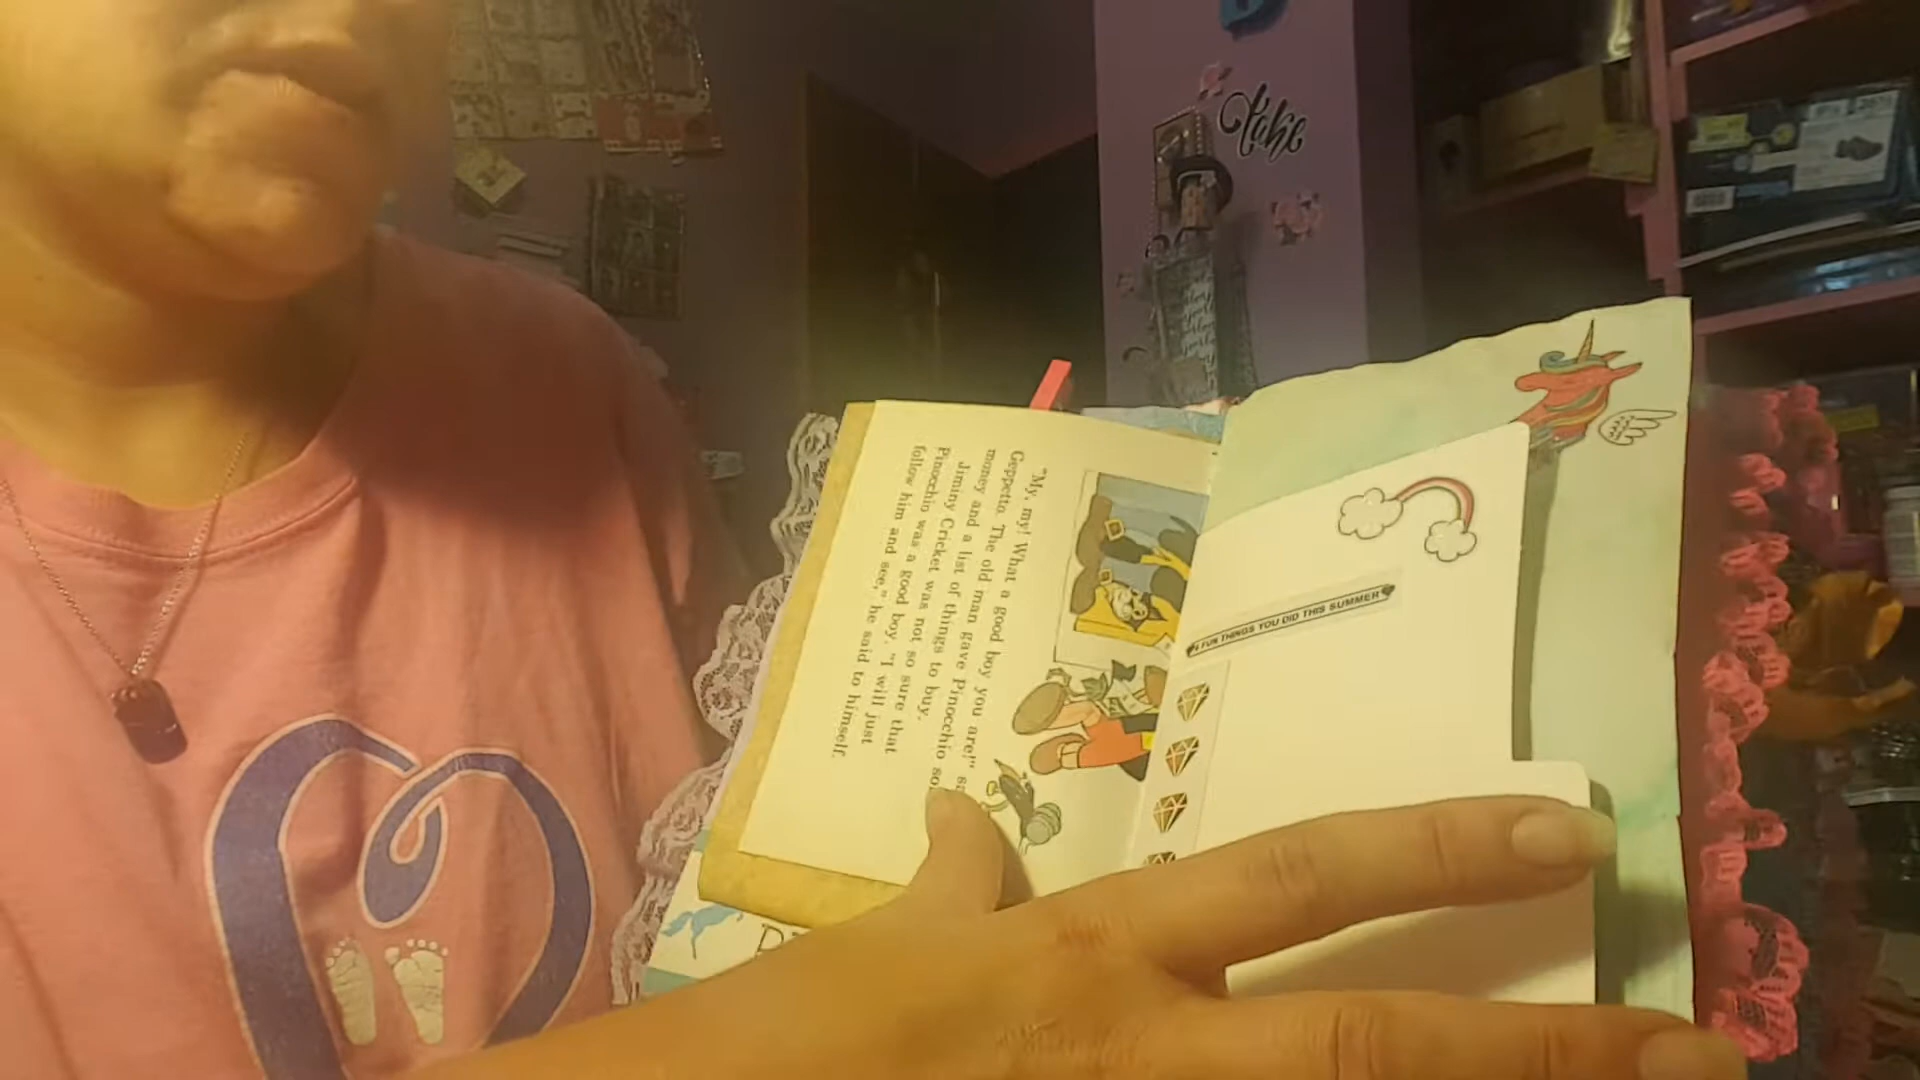 take
"My, my! What a good boy you are!"
Geppetto. The old man gave Pinocchio
money and a list of things to buy.
Jiminy Cricket was not so sure that
Pinocchio was a good boy. "I will just
follow him and see," he said to himself.
FUN THINGS YOU DID THIS SUMMER